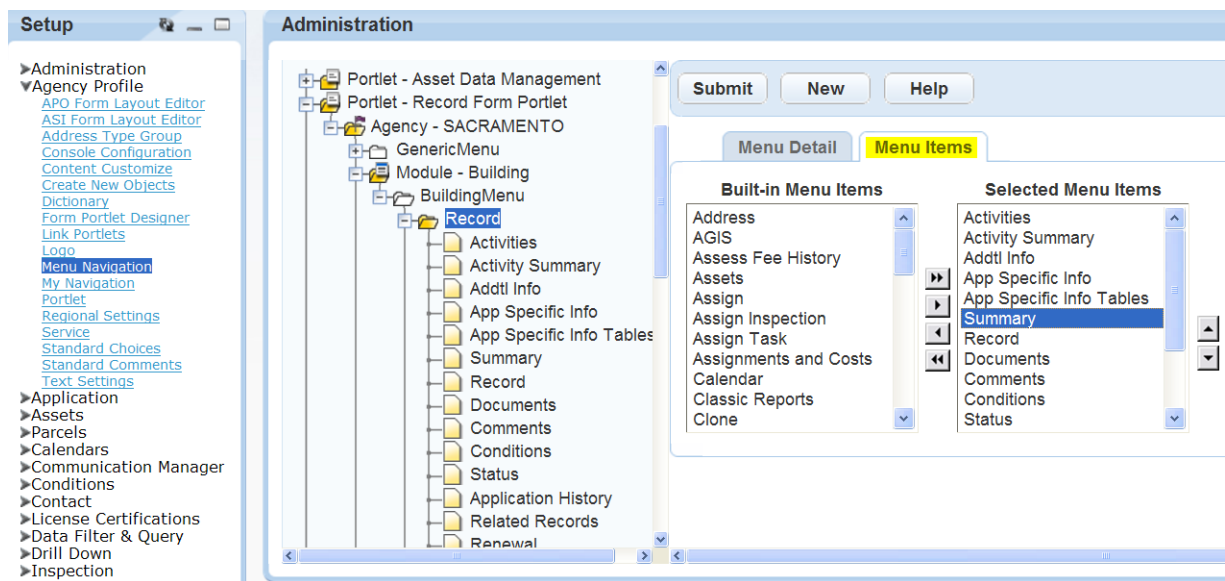 Setup
Administration
Agency Profile
APO Form Layout Editor
ASI Form Layout Editor
Address Type Group
Console Configuration
Content Customize
Create New Objects
Dictionary
Form Portlet Designer
Link Portlets
Logo
Menu Navigation
My Navigation
Portlet
Regional Settings
Service
Standard Choices
Standard Comments
Text Settings
Application
Assets
Parcels
Calendars
Communication Manager
Conditions
Contact
License Certifications
Data Filter & Query
Drill Down
Inspection
Administration
Portlet - Asset Data Management
Portlet - Record Form Portlet
Agency - SACRAMENTO
GenericMenu
Module - Building
BuildingMenu
Record
Activities
Activity Summary
Addtl Info
App Specific Info
App Specific Info Tables
Summary
Record
Documents
Comments
Conditions
Status
Application History
Related Records
Renewal
Submit
New
Help
Menu Detail
Menu Items
Built-in Menu Items
Address
AGIS
Assess Fee History
Assets
Assign
Assign Inspection
Assign Task
Assignments and Costs
Calendar
Classic Reports
Clone
Selected Menu Items
Activities
Activity Summary
Addtl Info
App Specific Info
App Specific Info Tables
Summary
Record
Documents
Comments
Conditions
Status